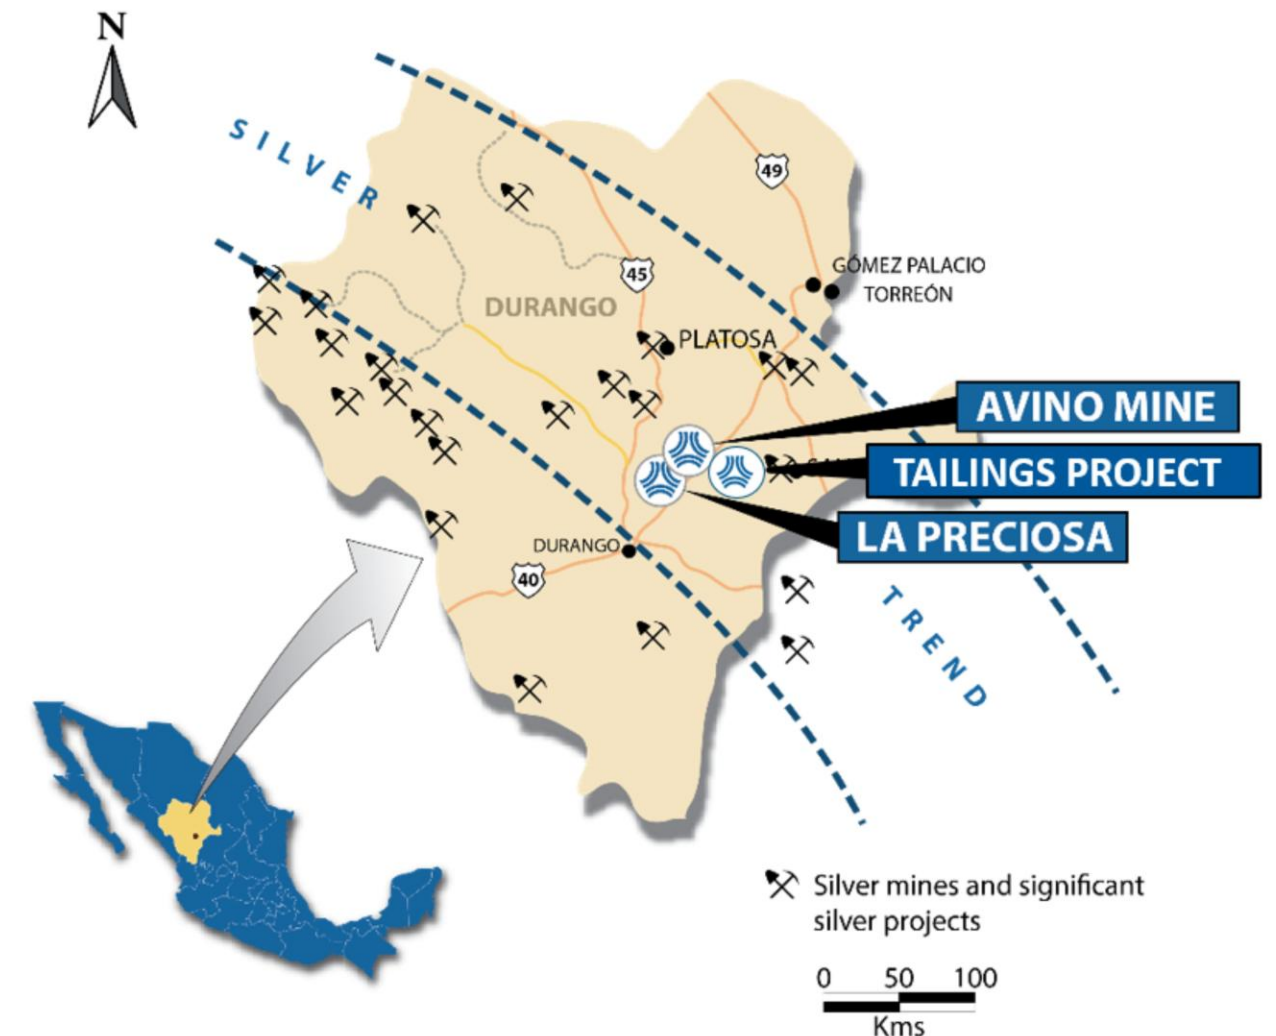 N
SILVER
49
GÓMEZ PALACIO
TORREÓN
45
DURANGO
PLATOSA
AVINO MINE
TAILINGS PROJECT
LA PRECIOSA
DURANGO
40
TREND
Silver mines and significant
silver projects
0 50 100
Kms